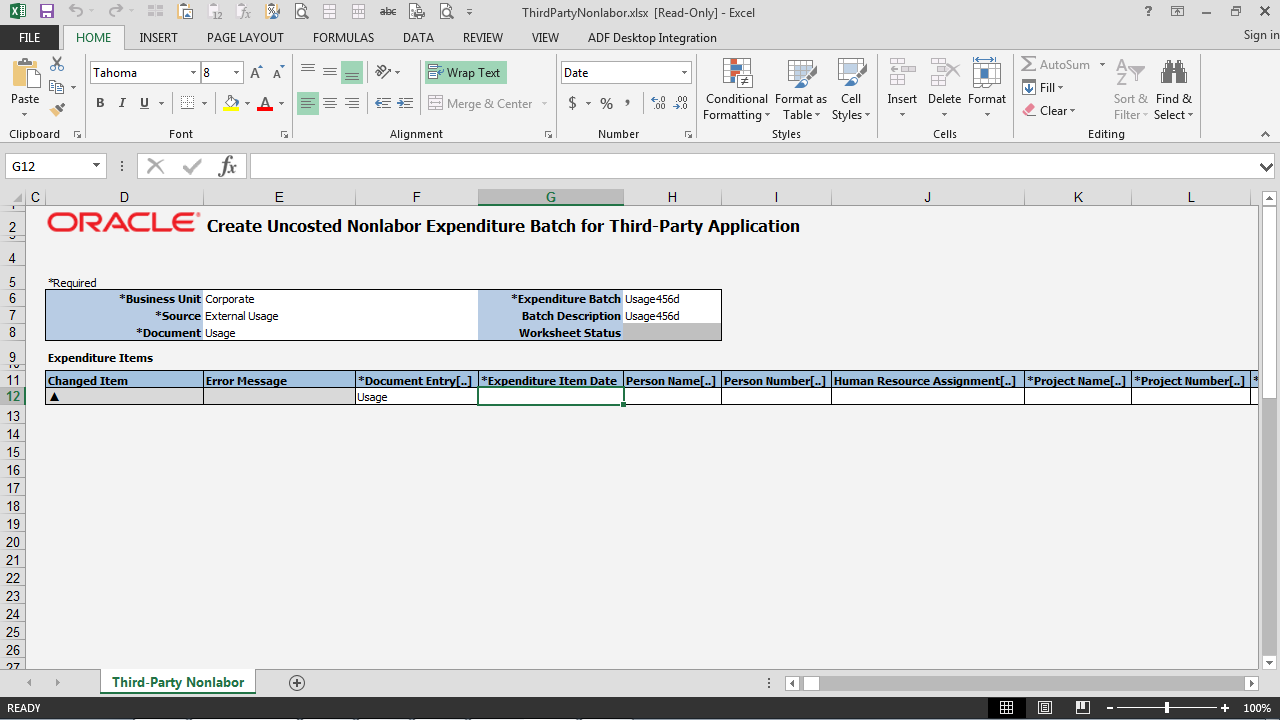 ThirdPartyNonlabor.xlsx [Read-Only] - Excel
FILE HOME INSERT PAGE LAYOUT FORMULAS DATA REVIEW VIEW ADF Desktop Integration Sign in
Tahoma 8 Wrap Text Date AutoSum
Fill
Paste Conditional Formatting Format as Table Cell Styles Insert Delete Format Sort & Filter Find & Select
B I U A Merge & Center $ % , Clear
Clipboard Font Alignment Number Styles Cells Editing
G12 fx
C D E F G H I J K L
2 ORACLE Create Uncosted Nonlabor Expenditure Batch for Third-Party Application
4
5 *Required
6 *Business Unit Corporate *Expenditure Batch Usage456d
7 *Source External Usage Batch Description Usage456d
8 *Document Usage Worksheet Status
9 Expenditure Items
11 Changed Item Error Message *Document Entry[..] *Expenditure Item Date Person Name[..] Person Number[..] Human Resource Assignment[..] *Project Name[..] *Project Number[..] *
12 ▲ Usage
13
14
15
16
17
18
19
20
21
22
23
24
25
26
27
Third-Party Nonlabor
READY 100%